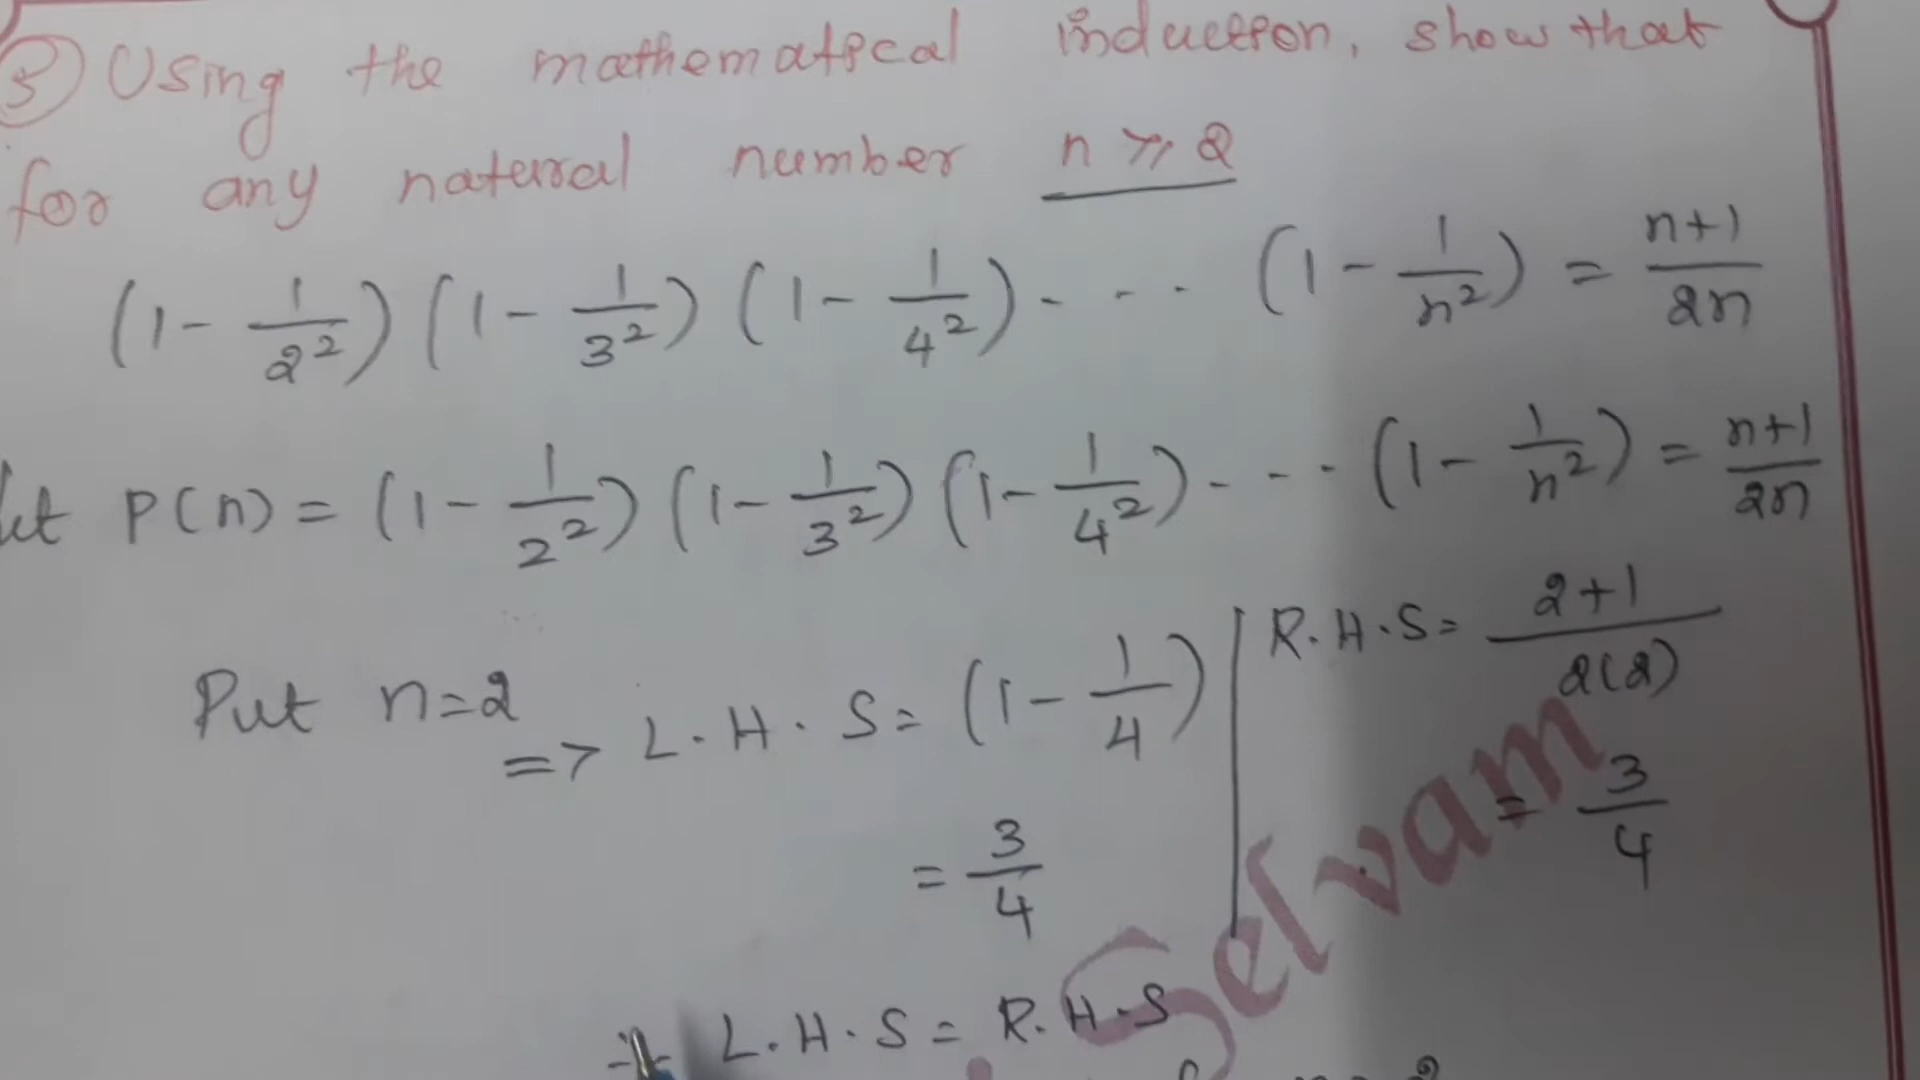 5 Using the mathematical induction, show that
for any natural number n ≥ 2
(1 - 1/2²) (1 - 1/3²) (1 - 1/4²) - - - - (1 - 1/n²) = n+1/2n
Let P(n) = (1 - 1/2²) (1 - 1/3²) (1 - 1/4²) - - - - (1 - 1/n²) = n+1/2n
Put n=2
=> L.H.S = (1 - 1/4)
= 3/4
R.H.S = 2+1/2(2)
= 3/4
L.H.S = R.H.S
Selvam